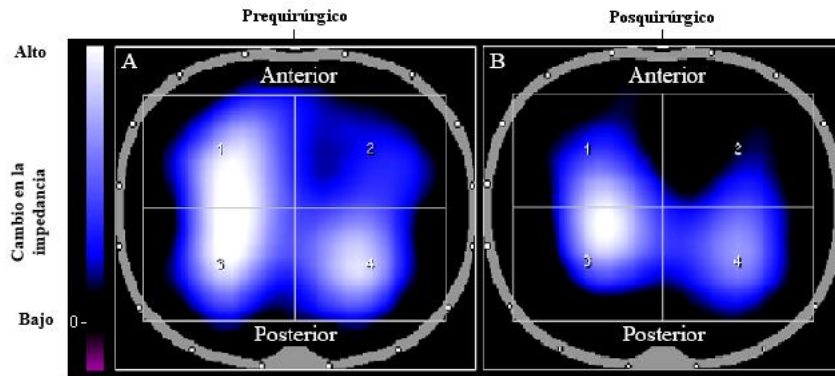 Prequirúrgico
Posquirúrgico
Alto
Cambio en la
impedancia
Bajo
0-
A
Anterior
1
2
3
4
Posterior
B
Anterior
1
2
3
4
Posterior